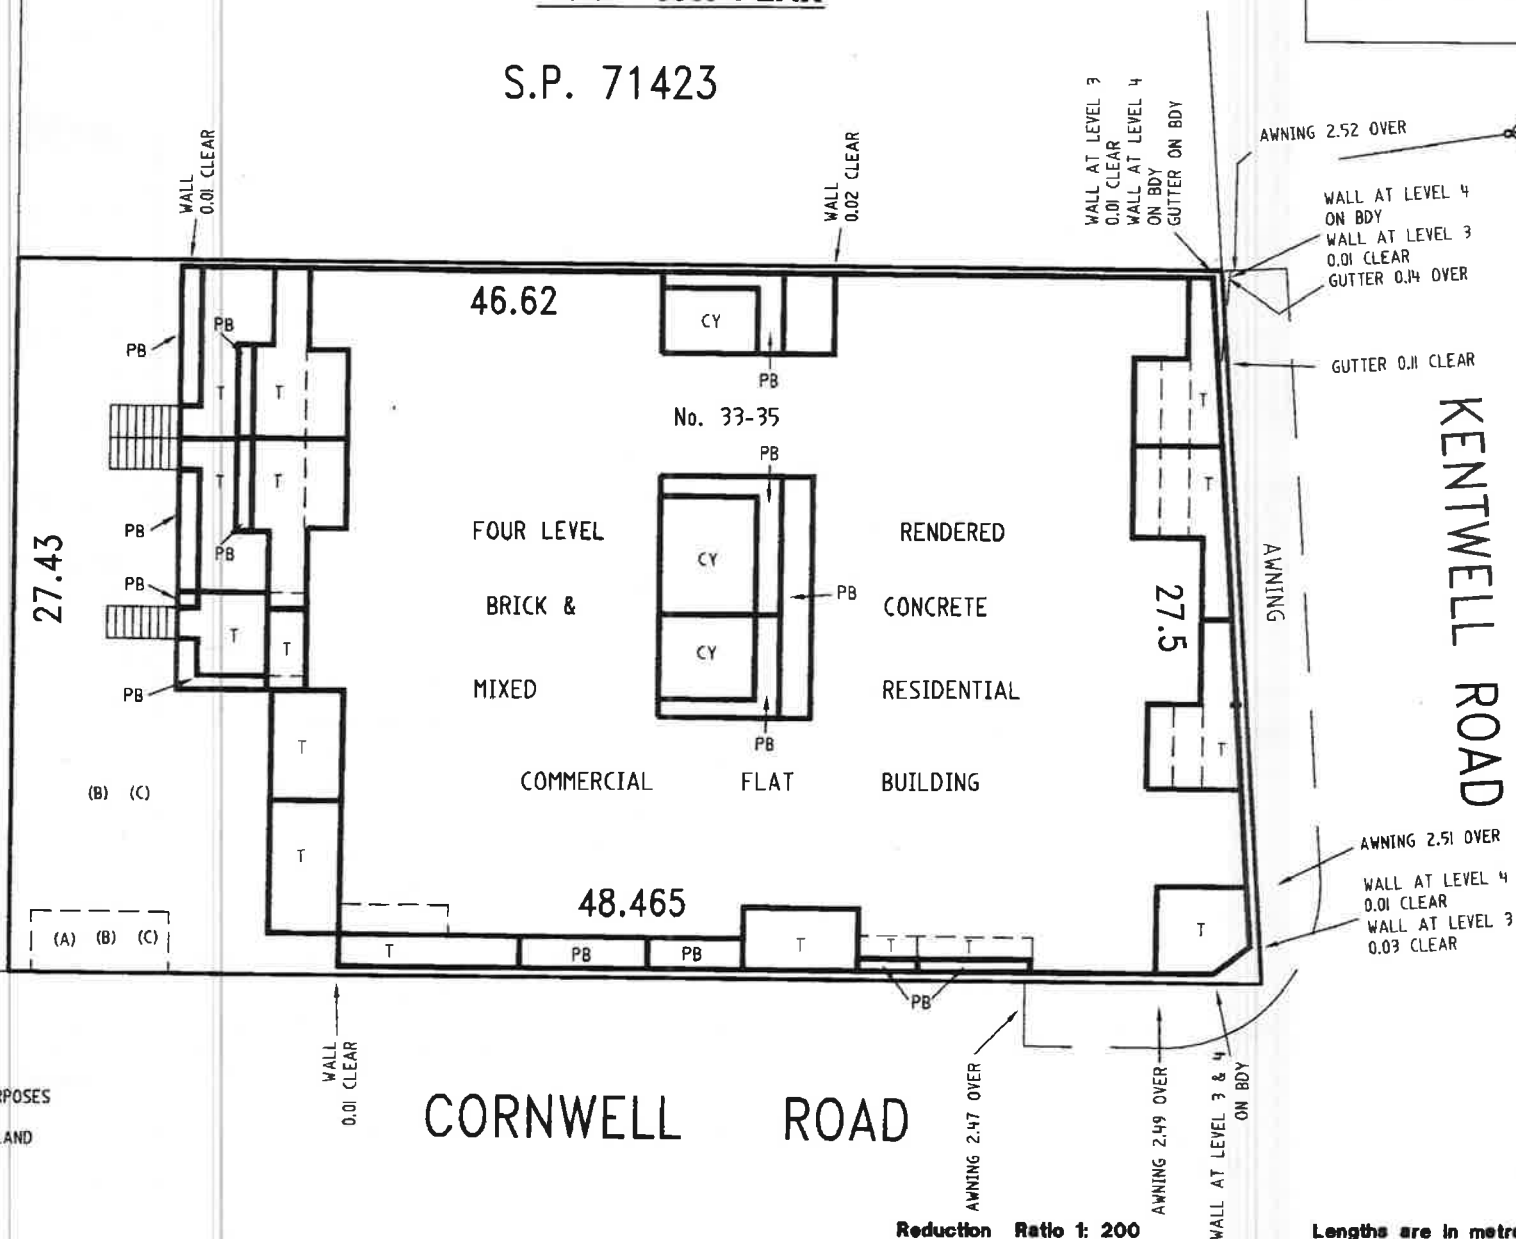 S.P. 71423
WALL
0.01 CLEAR
WALL
0.02 CLEAR
WALL AT LEVEL 3
0.01 CLEAR
WALL AT LEVEL 4
ON BDY
GUTTER ON BDY
AWNING 2.52 OVER
WALL AT LEVEL 4
ON BDY
WALL AT LEVEL 3
0.01 CLEAR
GUTTER 0.14 OVER
GUTTER 0.11 CLEAR
46.62
CY
PB
PB
PB
T
T
T
No. 33-35
PB
T
T
T
KENTWELL ROAD
AWNING
27.43
PB
PB
PB
FOUR LEVEL
RENDERED
CY
BRICK &
PB
CONCRETE
27.5
T
T
CY
MIXED
RESIDENTIAL
PB
PB
T
T
COMMERCIAL FLAT BUILDING
(B) (C)
T
AWNING 2.51 OVER
WALL AT LEVEL 4
0.01 CLEAR
WALL AT LEVEL 3
0.03 CLEAR
48.465
(A) (B) (C)
T
PB
PB
T
T
T
T
PB
WALL
0.01 CLEAR
AWNING 2.47 OVER
AWNING 2.49 OVER
WALL AT LEVEL 3 & 4
ON BDY
RPOSES
LAND
CORNWELL ROAD
Reduction Ratio 1: 200
Lengths are in metre